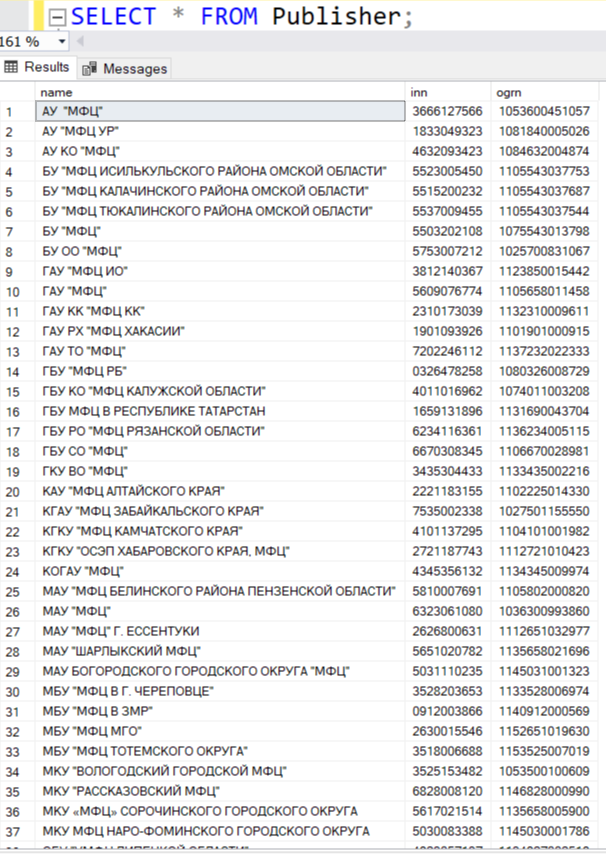 SELECT * FROM Publisher;
161 %
Results Messages
name inn ogrn
1 АУ "МФЦ" 3666127566 1053600451057
2 АУ "МФЦ УР" 1833049323 1081840005026
3 АУ КО "МФЦ" 4632093423 1084632004874
4 БУ "МФЦ ИСИЛЬКУЛЬСКОГО РАЙОНА ОМСКОЙ ОБЛАСТИ" 5523005450 1105543037753
5 БУ "МФЦ КАЛАЧИНСКОГО РАЙОНА ОМСКОЙ ОБЛАСТИ" 5515200232 1105543037687
6 БУ "МФЦ ТЮКАЛИНСКОГО РАЙОНА ОМСКОЙ ОБЛАСТИ" 5537009455 1105543037544
7 БУ "МФЦ" 5503202108 1075543013798
8 БУ ОО "МФЦ" 5753007212 1025700831067
9 ГАУ "МФЦ ИО" 3812140367 1123850015442
10 ГАУ "МФЦ" 5609076774 1105658011458
11 ГАУ КК "МФЦ КК" 2310173039 1132310009611
12 ГАУ РХ "МФЦ ХАКАСИИ" 1901093926 1101901000915
13 ГАУ ТО "МФЦ" 7202246112 1137232022333
14 ГБУ "МФЦ РБ" 0326478258 1080326008729
15 ГБУ КО "МФЦ КАЛУЖСКОЙ ОБЛАСТИ" 4011016962 1074011003208
16 ГБУ МФЦ В РЕСПУБЛИКЕ ТАТАРСТАН 1659131896 1131690043704
17 ГБУ РО "МФЦ РЯЗАНСКОЙ ОБЛАСТИ" 6234116361 1136234005115
18 ГБУ СО "МФЦ" 6670308345 1106670028981
19 ГКУ ВО "МФЦ" 3435304433 1133435002216
20 КАУ "МФЦ АЛТАЙСКОГО КРАЯ" 2221183155 1102225014330
21 КГАУ "МФЦ ЗАБАЙКАЛЬСКОГО КРАЯ" 7535002338 1027501155550
22 КГКУ "МФЦ КАМЧАТСКОГО КРАЯ" 4101137295 1104101001982
23 КГКУ "ОСЭП ХАБАРОВСКОГО КРАЯ, МФЦ" 2721187743 1112721010423
24 КОГАУ "МФЦ" 4345356132 1134345009974
25 МАУ "МФЦ БЕЛИНСКОГО РАЙОНА ПЕНЗЕНСКОЙ ОБЛАСТИ" 5810007691 1105802000820
26 МАУ "МФЦ" 6323061080 1036300993860
27 МАУ "МФЦ" Г. ЕССЕНТУКИ 2626800631 1112651032977
28 МАУ "ШАРЛЫКСКИЙ МФЦ" 5651020782 1135658021696
29 МАУ БОГОРОДСКОГО ГОРОДСКОГО ОКРУГА "МФЦ" 5031110235 1145031001323
30 МБУ "МФЦ В Г. ЧЕРЕПОВЦЕ" 3528203653 1133528006974
31 МБУ "МФЦ В ЗМР" 0912003866 1140912000569
32 МБУ "МФЦ МГО" 2630015546 1152651019630
33 МБУ "МФЦ ТОТЕМСКОГО ОКРУГА" 3518006688 1153525007019
34 МКУ "ВОЛОГОДСКИЙ ГОРОДСКОЙ МФЦ" 3525153482 1053500100609
35 МКУ "РАССКАЗОВСКИЙ МФЦ" 6828008120 1146828000990
36 МКУ «МФЦ» СОРОЧИНСКОГО ГОРОДСКОГО ОКРУГА 5617021514 1135658005900
37 МКУ МФЦ НАРО-ФОМИНСКОГО ГОРОДСКОГО ОКРУГА 5030083388 1145030001786